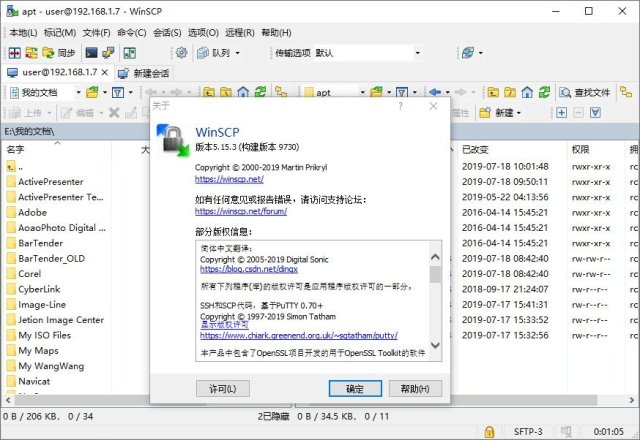 apt - user@192.168.1.7 - WinSCP
本地(L) 标记(M) 文件(F) 命令(C) 会话(S) 选项(O) 远程(R) 帮助(H)
同步 队列 传输选项 默认
user@192.168.1.7 新建会话
我的文档 apt 查找文件
上传 编辑 属性 新建
E:\我的文档\
名字 大 已改变 权限 拥
.. 2019-07-18 10:01:48 rwxr-xr-x
ActivePresenter 2019-07-18 09:50:11 rwxr-xr-x
ActivePresenter Te... 2019-05-22 04:13:56 rwxr-xr-x
Adobe 2016-04-14 15:45:21 rwxr-xr-x
AoaoPhoto Digital ... 2016-04-14 15:45:21 rwxr-xr-x
BarTender 2016-04-14 15:45:21 rwxr-xr-x
BarTender_OLD 2019-07-18 08:42:40 rw-r--r--
Corel 2019-07-18 08:42:40 rw-rw-r--
CyberLink 2018-09-17 21:24:07 rw-r--r--
Image-Line 2019-07-17 15:41:31 rw-r--r--
Jetion Image Center 2019-07-17 15:33:52 rw-r--r--
My ISO Files 2019-07-17 15:32:56 rw-r--r--
My Maps
My WangWang
Navicat
关于
WinSCP
版本5.15.3 (构建版本 9730)
Copyright © 2000-2019 Martin Prikryl
https://winscp.net/
如有任何意见或报告错误，请访问支持论坛：
https://winscp.net/forum/
部分版权信息：
简体中文翻译：
Copyright © 2005-2019 Digital Sonic
https://blog.csdn.net/dingx
所有下列程序(库)的版权许可是应用程序版权许可的一部分。
SSH和SCP代码，基于PuTTY 0.70+
Copyright © 1997-2019 Simon Tatham
显示版权许可
https://www.chiark.greenend.org.uk/~sgtatham/putty/
本产品中包含了OpenSSL项目开发的用于OpenSSL Toolkit的软件
许可(L) 确定 帮助(H)
0 B / 206 KB， 0 / 34 2已隐藏 0 B / 34.5 KB， 0 / 11
SFTP-3 0:01:05